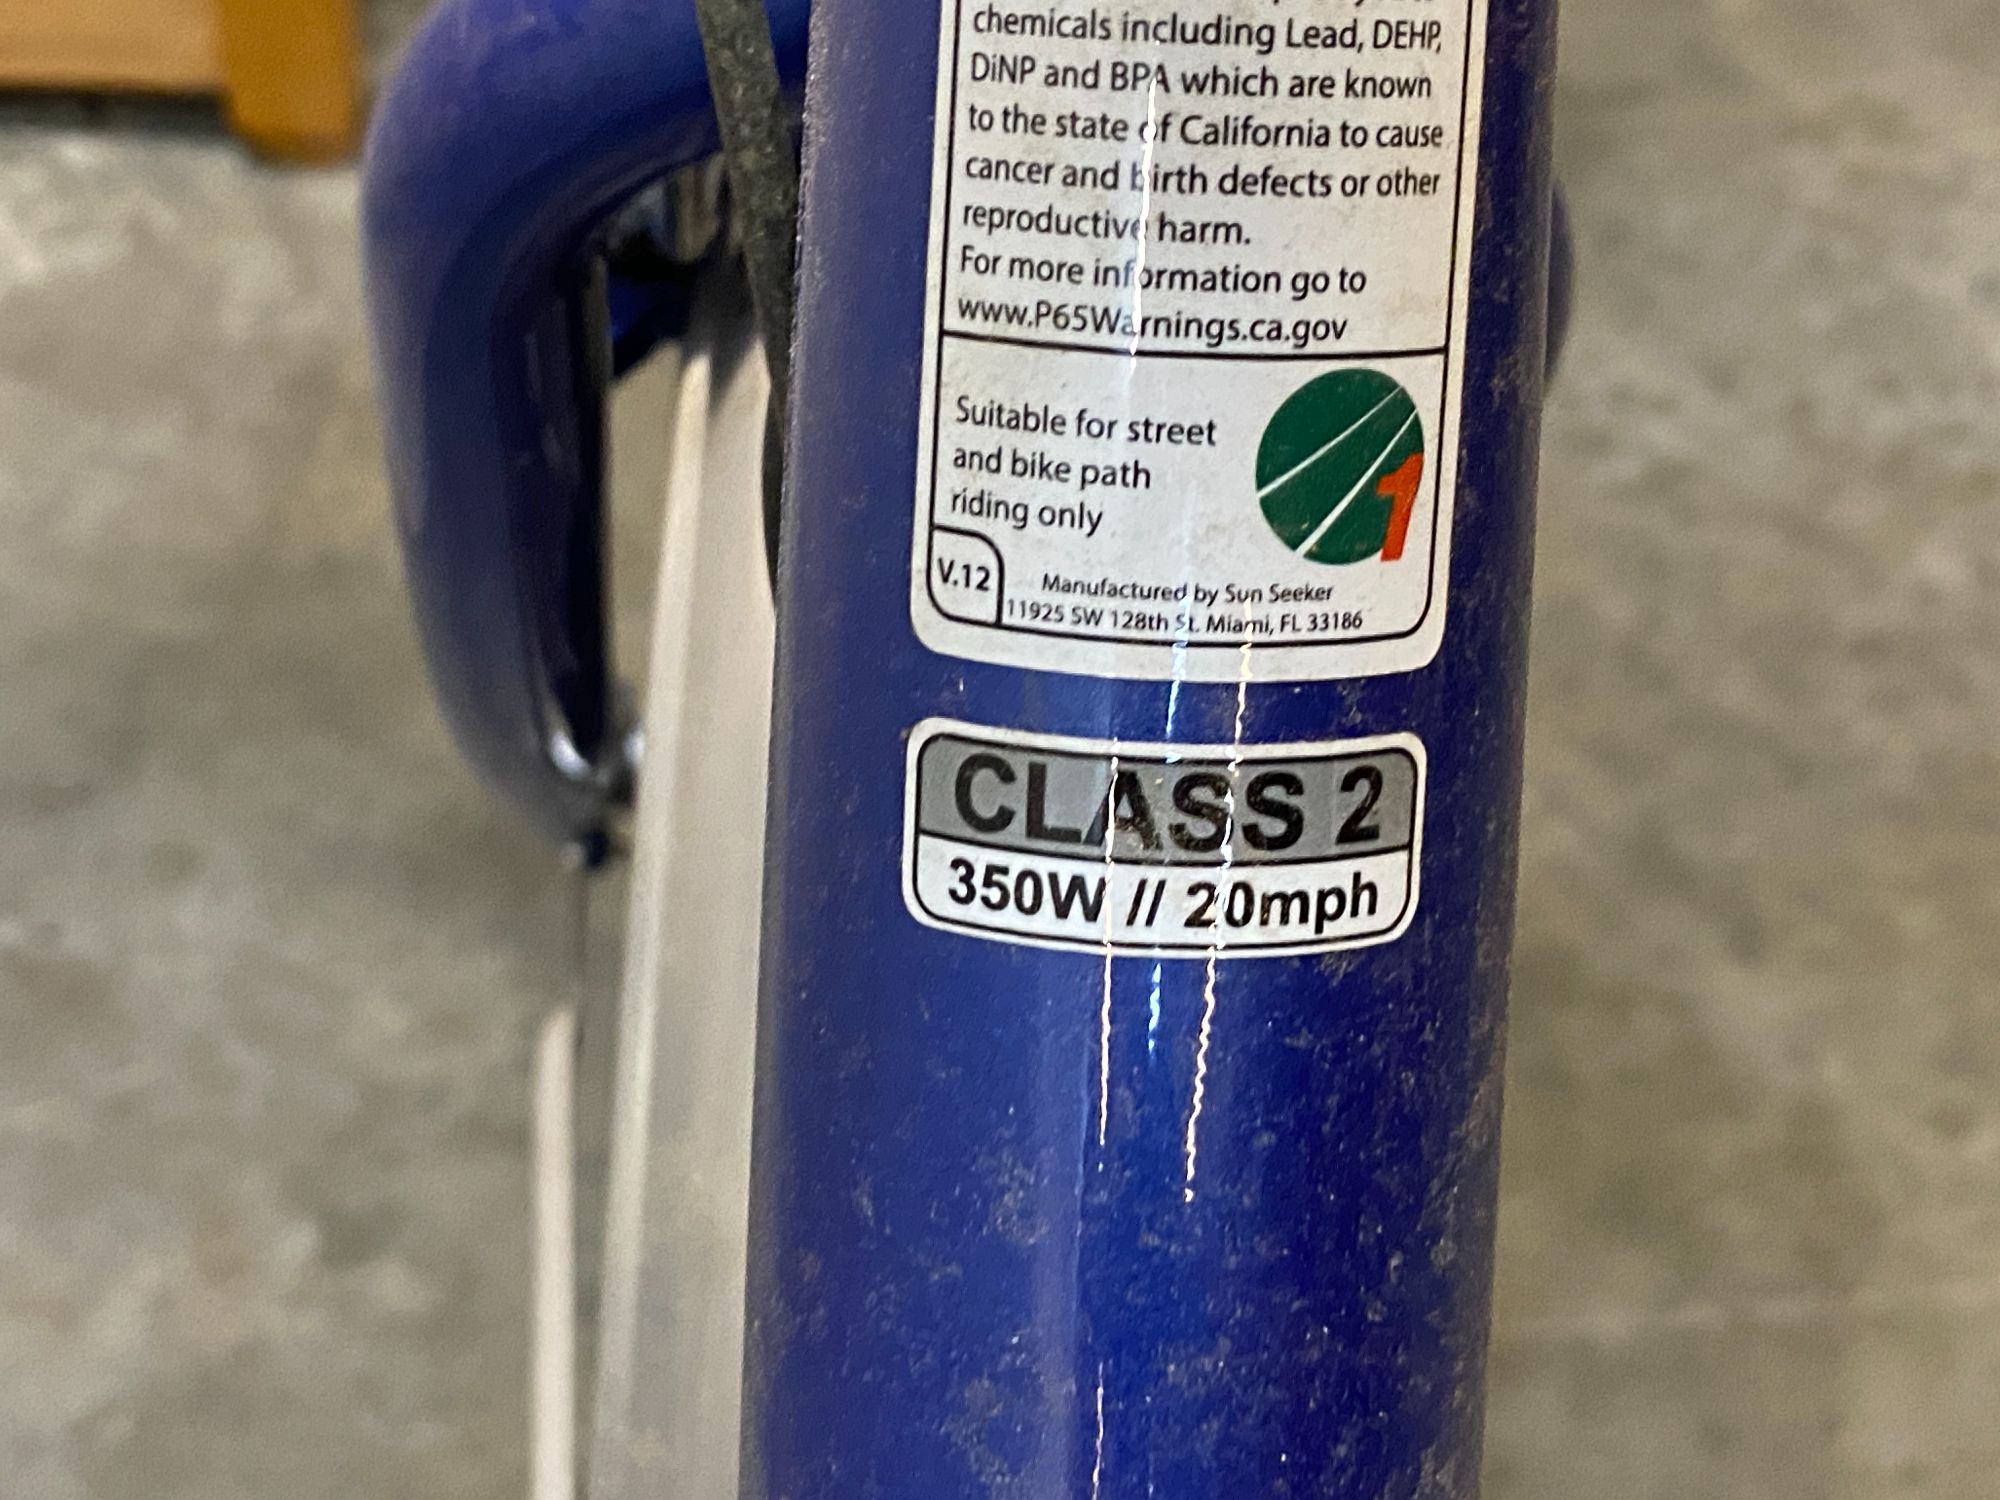 chemicals including Lead, DEHP,
DiNP and BPA which are known
to the state of California to cause
cancer and birth defects or other
reproductive harm.
For more information go to
www.P65Warnings.ca.gov
Suitable for street
and bike path
riding only
1
V.12
Manufactured by Sun Seeker
11925 SW 128th St. Miami, FL 33186
CLASS 2
350W // 20mph